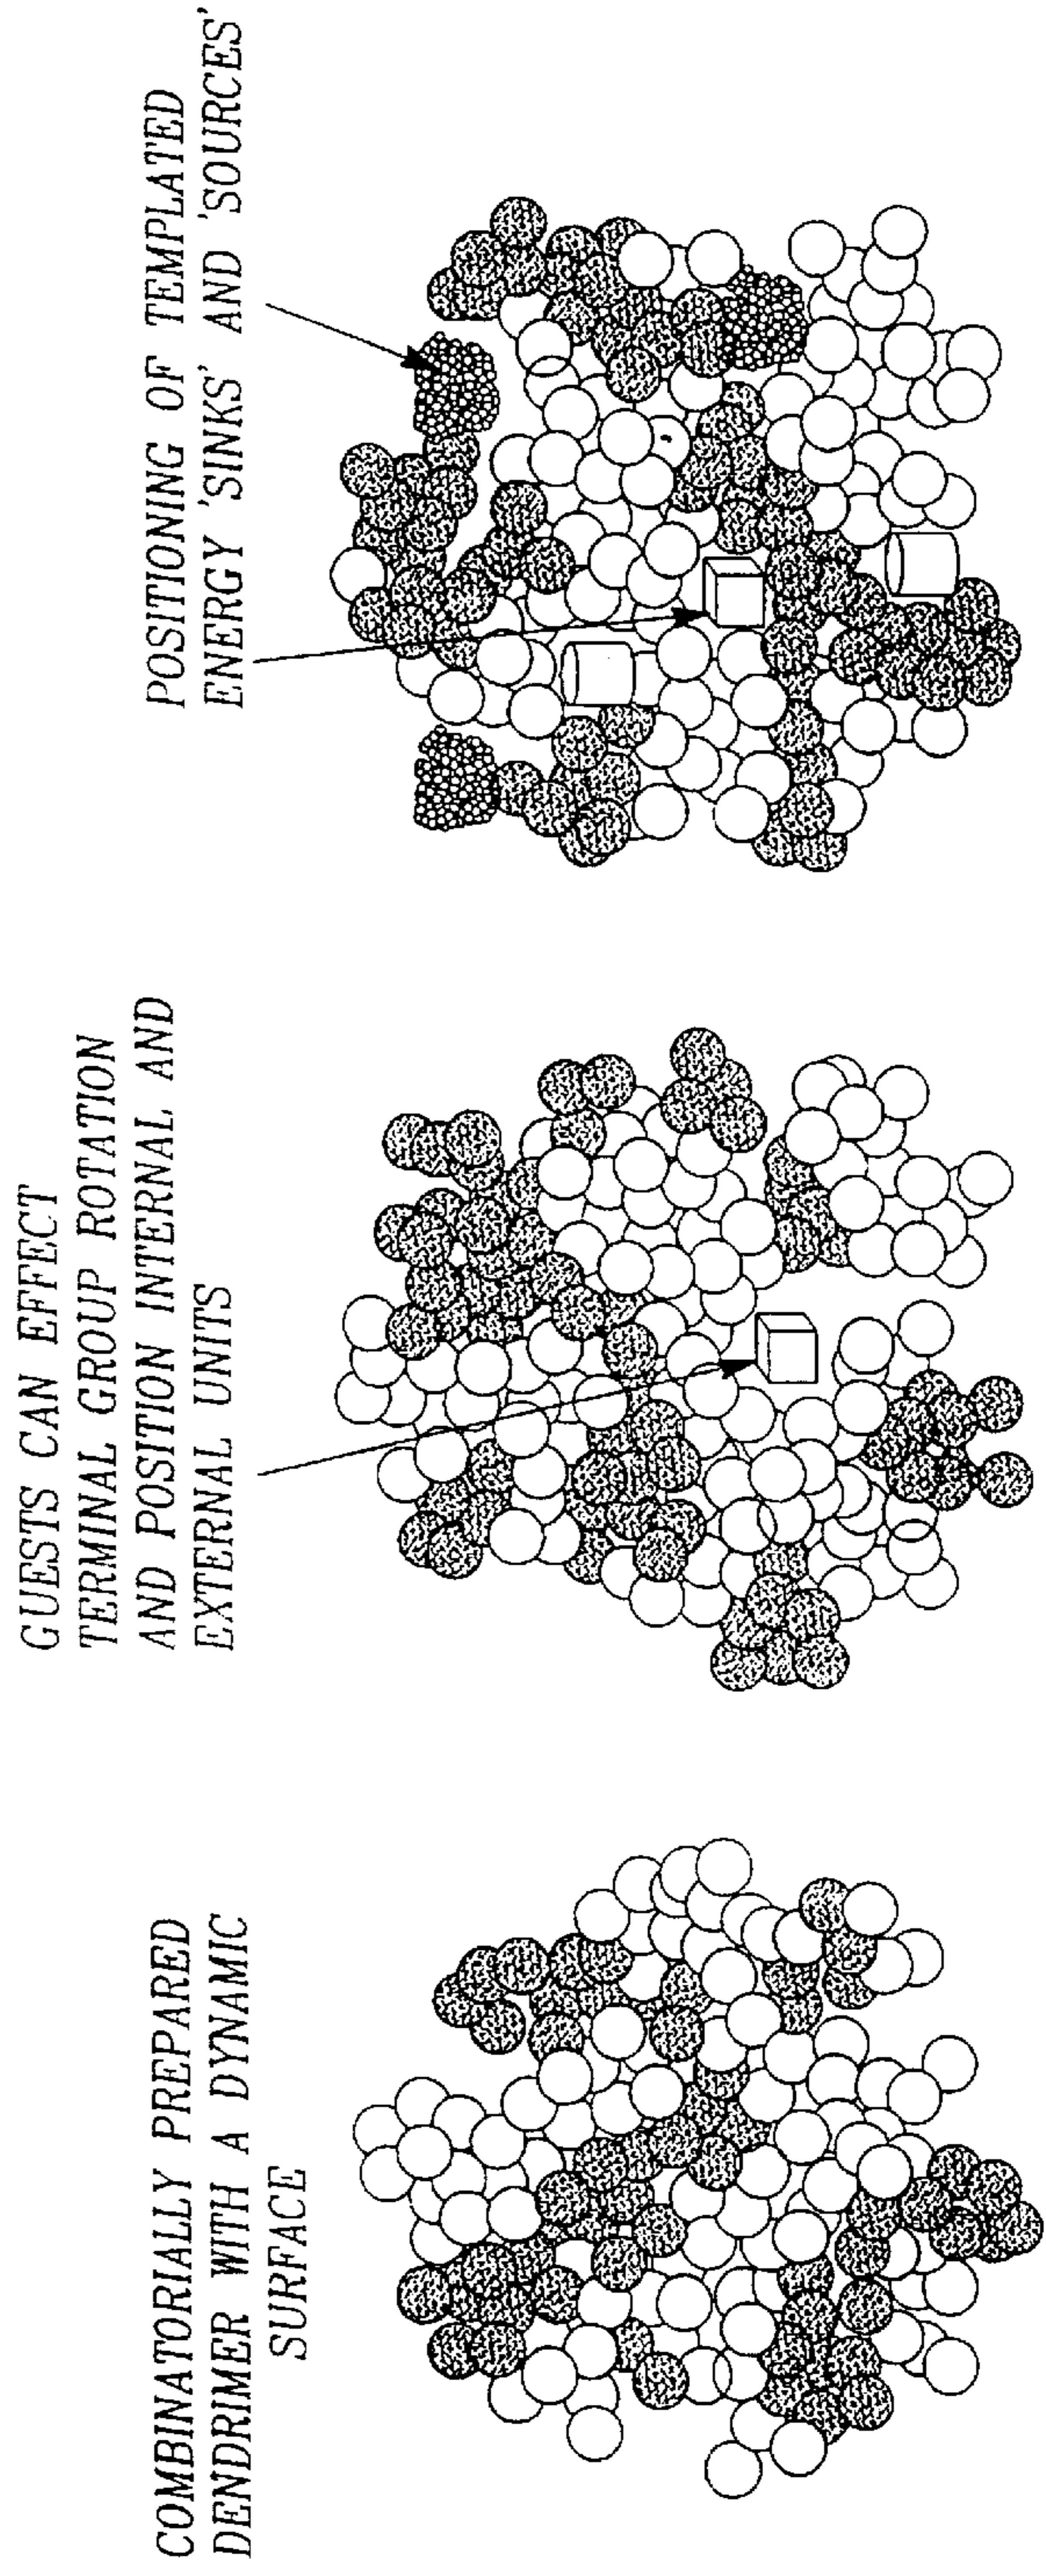 COMBINATORIALLY PREPARED
DENDRIMER WITH A DYNAMIC
SURFACE
GUESTS CAN EFFECT
TERMINAL GROUP ROTATION
AND POSITION INTERNAL AND
EXTERNAL UNITS
POSITIONING OF TEMPLATED
ENERGY 'SINKS' AND 'SOURCES'